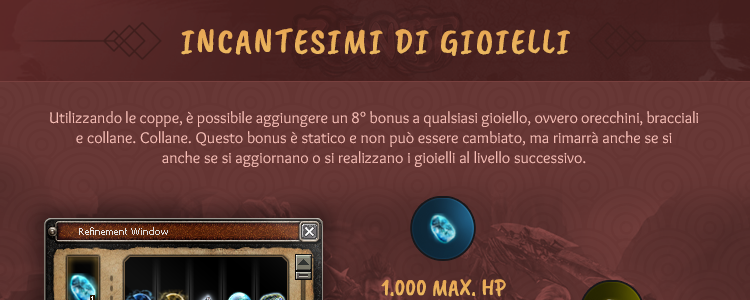 INCANTESIMI DI GIOIELLI
Utilizzando le coppe, è possibile aggiungere un 8° bonus a qualsiasi gioiello, ovvero orecchini, bracciali
e collane. Collane. Questo bonus è statico e non può essere cambiato, ma rimarrà anche se si
anche se si aggiornano o si realizzano i gioielli al livello successivo.
Refinement Window
1
1.000 MAX. HP